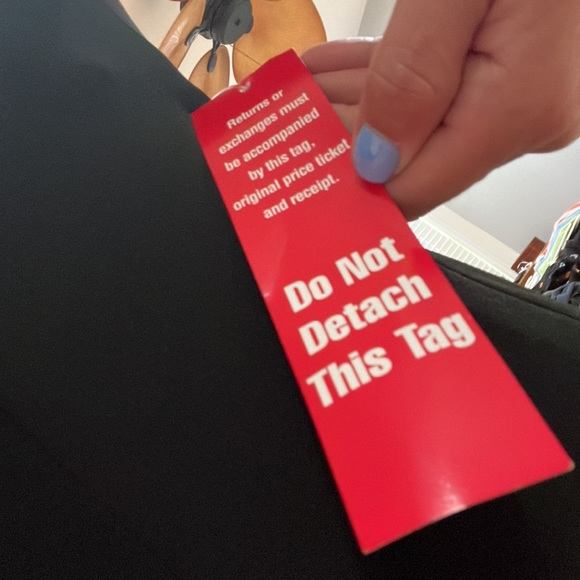 Returns or
exchanges must
be accompanied
by this tag,
original price ticket
and receipt.
Do Not
Detach
This Tag